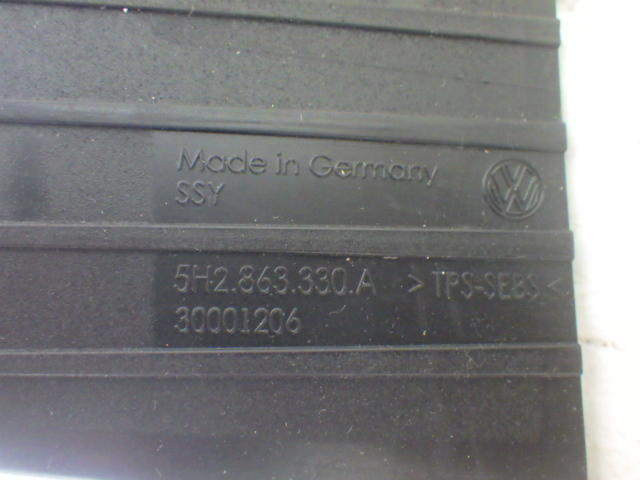 Made in Germany
SSY
5H2.863.330.A >TPS-SEBS<
30001206